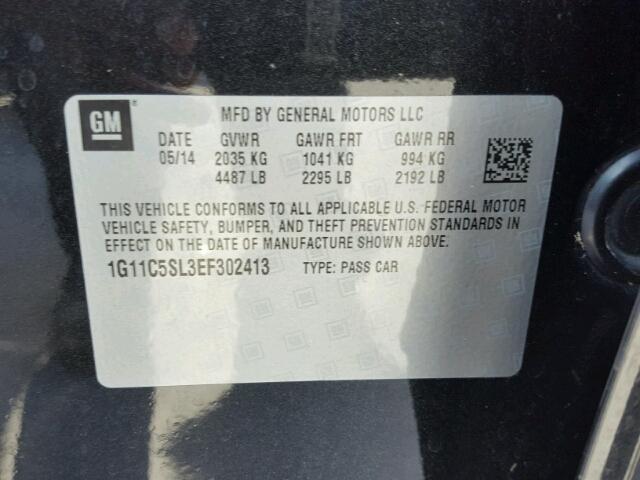 GM
MFD BY GENERAL MOTORS LLC
DATE GVWR GAWR FRT GAWR RR
05/14 2035 KG 1041 KG 994 KG
4487 LB 2295 LB 2192 LB
THIS VEHICLE CONFORMS TO ALL APPLICABLE U.S. FEDERAL MOTOR
VEHICLE SAFETY, BUMPER, AND THEFT PREVENTION STANDARDS IN
EFFECT ON THE DATE OF MANUFACTURE SHOWN ABOVE.
1G11C5SL3EF302413 TYPE: PASS CAR